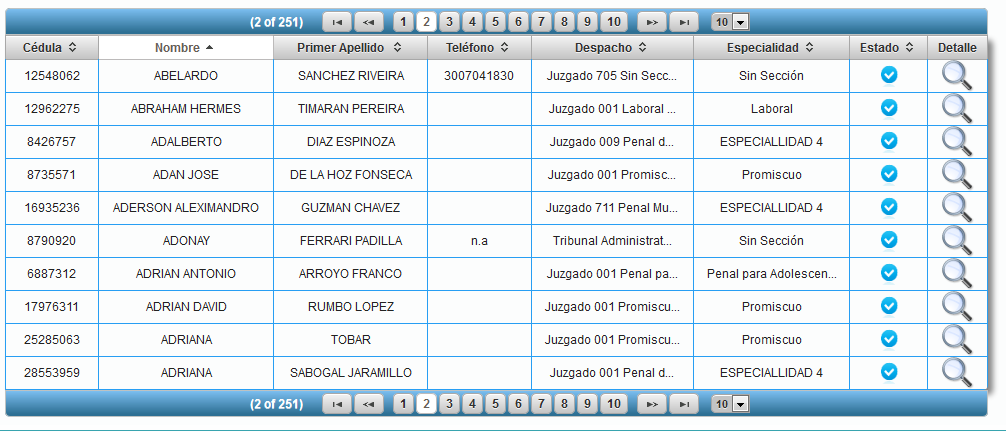 (2 of 251) 1 2 3 4 5 6 7 8 9 10 10
Cédula Nombre Primer Apellido Teléfono Despacho Especialidad Estado Detalle
12548062 ABELARDO SANCHEZ RIVEIRA 3007041830 Juzgado 705 Sin Secc... Sin Sección
12962275 ABRAHAM HERMES TIMARAN PEREIRA Juzgado 001 Laboral ... Laboral
8426757 ADALBERTO DIAZ ESPINOZA Juzgado 009 Penal d... ESPECIALLIDAD 4
8735571 ADAN JOSE DE LA HOZ FONSECA Juzgado 001 Promisc... Promiscuo
16935236 ADERSON ALEXIMANDRO GUZMAN CHAVEZ Juzgado 711 Penal Mu... ESPECIALLIDAD 4
8790920 ADONAY FERRARI PADILLA n.a Tribunal Administrat... Sin Sección
6887312 ADRIAN ANTONIO ARROYO FRANCO Juzgado 001 Penal pa... Penal para Adolescen...
17976311 ADRIAN DAVID RUMBO LOPEZ Juzgado 001 Promiscu... Promiscuo
25285063 ADRIANA TOBAR Juzgado 001 Promiscu... Promiscuo
28553959 ADRIANA SABOGAL JARAMILLO Juzgado 001 Penal d... ESPECIALLIDAD 4
(2 of 251) 1 2 3 4 5 6 7 8 9 10 10